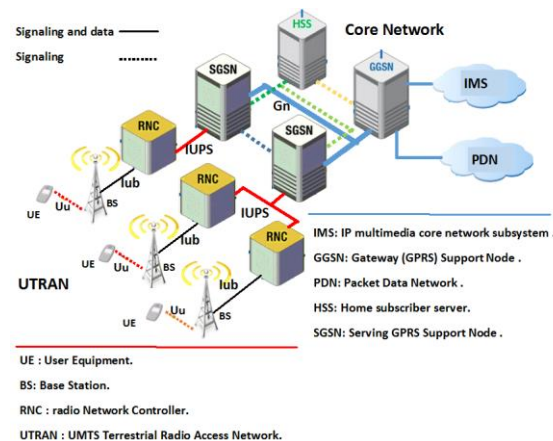 Signaling and data
Signaling
HSS
Core Network
SGSN
GGSN
IMS
Gn
RNC
SGSN
IUPS
PDN
Iub
RNC
UE
Uu
BS
IUPS
Iub
RNC
UE
Uu
BS
UTRAN
Iub
Uu
UE
BS
IMS: IP multimedia core network subsystem .
GGSN: Gateway (GPRS) Support Node .
PDN: Packet Data Network .
HSS: Home subscriber server.
SGSN: Serving GPRS Support Node .
UE : User Equipment.
BS: Base Station.
RNC : radio Network Controller.
UTRAN : UMTS Terrestrial Radio Access Network.